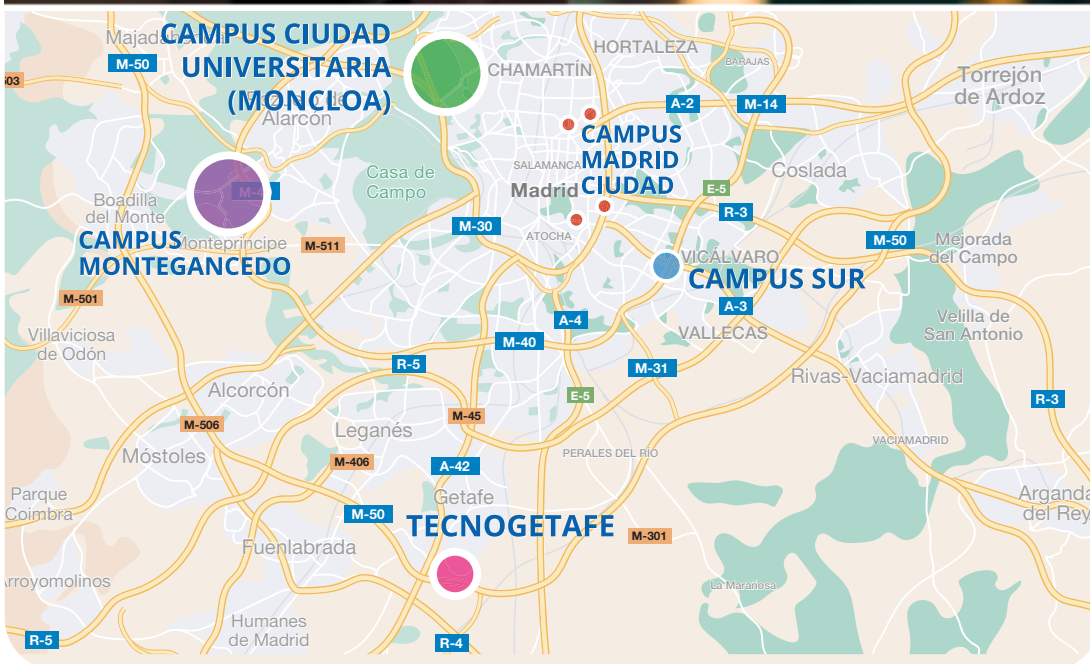 CAMPUS CIUDAD
UNIVERSITARIA
(MONCLOA)
M-50
503
Alarcón
HORTALEZA
BARAJAS
CHAMARTÍN
Torrejón
de Ardoz
A-2
M-14
CAMPUS
MADRID
CIUDAD
SALAMANCA
Madrid
Casa de
Campo
Coslada
E-5
R-3
Boadilla
del Monte
CAMPUS
MONTEGANCEDO
Montepríncipe
M-511
M-30
ATOCHA
M-50
Mejorada
del Campo
VICÁLVARO
CAMPUS SUR
M-501
A-3
A-4
VALLECAS
Velilla de
San Antonio
Villaviciosa
de Odón
M-40
R-5
M-31
Rivas-Vaciamadrid
Alcorcón
E-5
R-3
M-45
M-506
Leganés
VACIAMADRID
Móstoles
M-406
A-42
PERALES DEL RÍO
Parque
Coimbra
Getafe
Arganda
del Rey
M-50
TECNOGETAFE
M-301
Fuenlabrada
Arroyomolinos
La Marañosa
Humanes
de Madrid
R-5
R-4